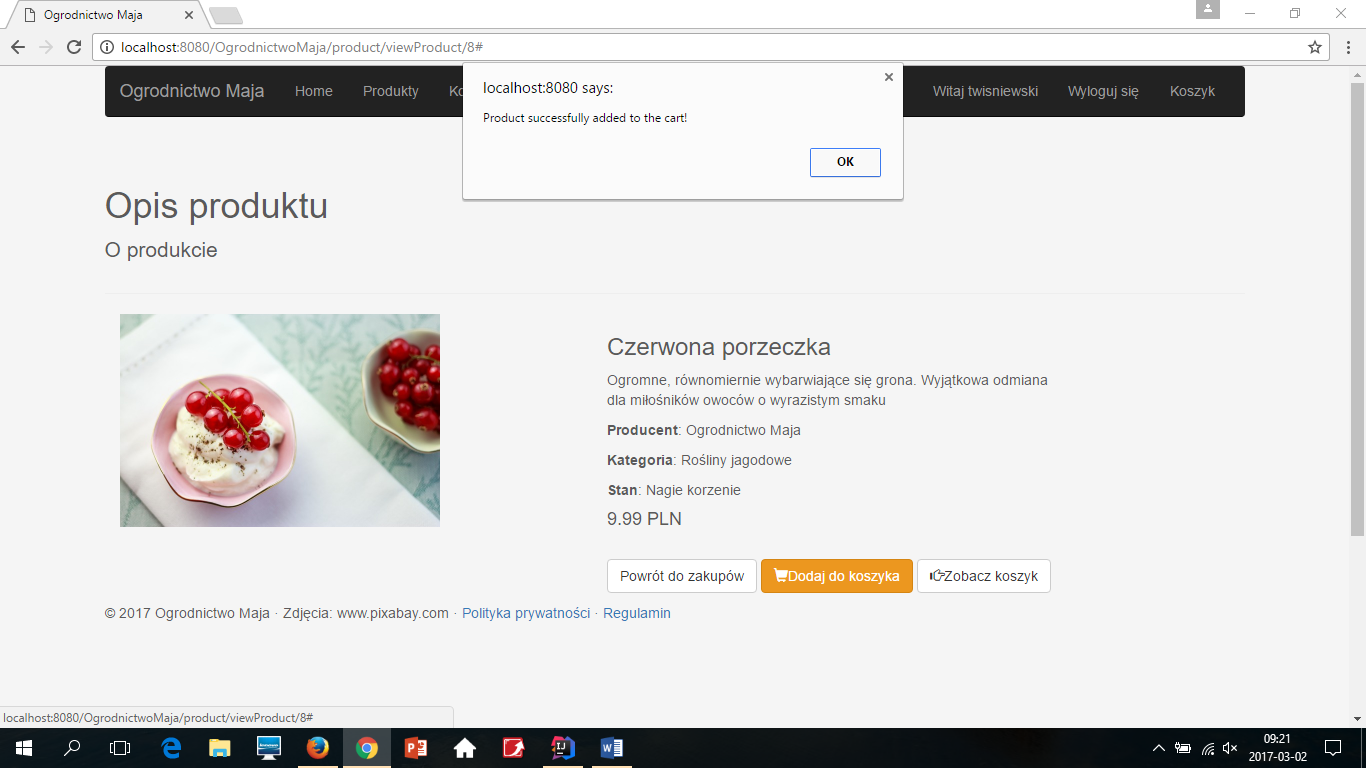 Ogrodnictwo Maja
localhost:8080/OgrodnictwoMaja/product/viewProduct/8#
Ogrodnictwo Maja Home Produkty Witaj twisniewski Wyloguj się Koszyk
localhost:8080 says:
Product successfully added to the cart!
OK
Opis produktu
O produkcie
Czerwona porzeczka
Ogromne, równomiernie wybarwiające się grona. Wyjątkowa odmiana
dla miłośników owoców o wyrazistym smaku
Producent: Ogrodnictwo Maja
Kategoria: Rośliny jagodowe
Stan: Nagie korzenie
9.99 PLN
Powrót do zakupów Dodaj do koszyka Zobacz koszyk
© 2017 Ogrodnictwo Maja · Zdjęcia: www.pixabay.com · Polityka prywatności · Regulamin
localhost:8080/OgrodnictwoMaja/product/viewProduct/8#
09:21
2017-03-02